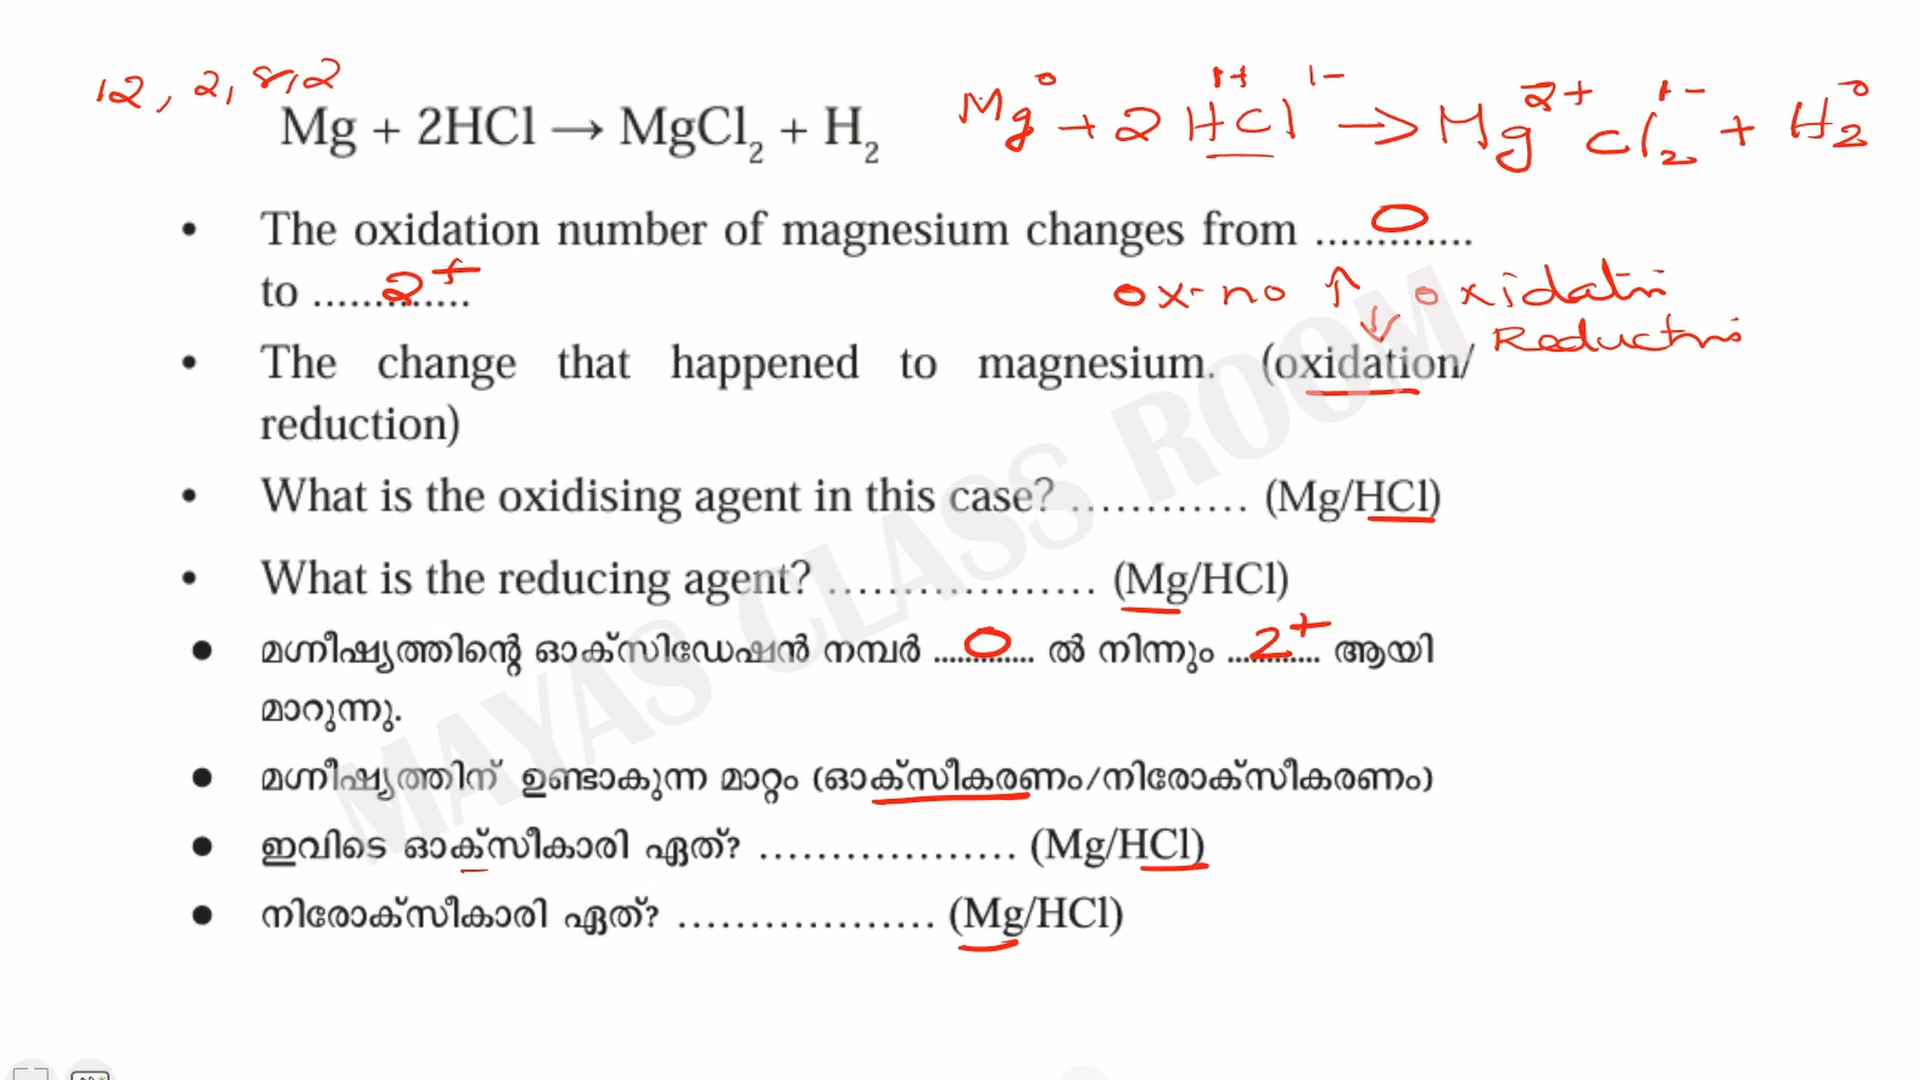 12, 2, 8, 2
Mg + 2HCl → MgCl₂ + H₂
Mg⁰ + 2H¹⁺Cl¹⁻ → Mg²⁺Cl₂¹⁻ + H₂⁰
• The oxidation number of magnesium changes from ......0.......
to ......2+.......
ox-no ↑ oxidatin
↓ Reductin
• The change that happened to magnesium. (oxidation/
reduction)
• What is the oxidising agent in this case? ............ (Mg/HCl)
• What is the reducing agent? .................. (Mg/HCl)
• മഗ്നീഷ്യത്തിന്റെ ഓക്സിഡേഷൻ നമ്പർ ......0...... ൽ നിന്നും ......2+...... ആയി
മാറുന്നു.
• മഗ്നീഷ്യത്തിന് ഉണ്ടാകുന്ന മാറ്റം (ഓക്സീകരണം/നിരോക്സീകരണം)
• ഇവിടെ ഓക്സീകാരി ഏത്? .................. (Mg/HCl)
• നിരോക്സീകാരി ഏത്? .................. (Mg/HCl)
MAYAS CLASS ROOM